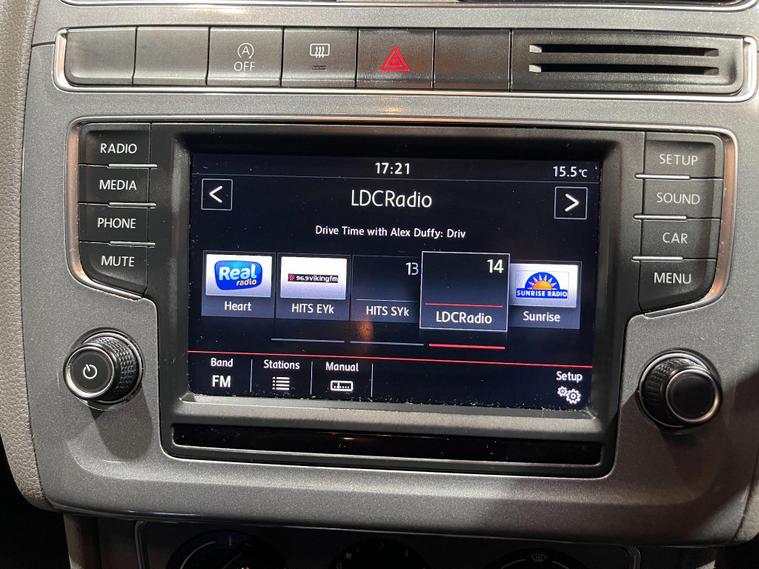 A
OFF
RADIO
MEDIA
PHONE
MUTE
SETUP
SOUND
CAR
MENU
17:21
15.5°C
<
LDCRadio
>
Drive Time with Alex Duffy: Driv
Real
radio
Heart
96.9 vikingfm
HITS EYk
13
HITS SYk
14
LDCRadio
SUNRISE RADIO
Sunrise
Band
FM
Stations
Manual
Setup